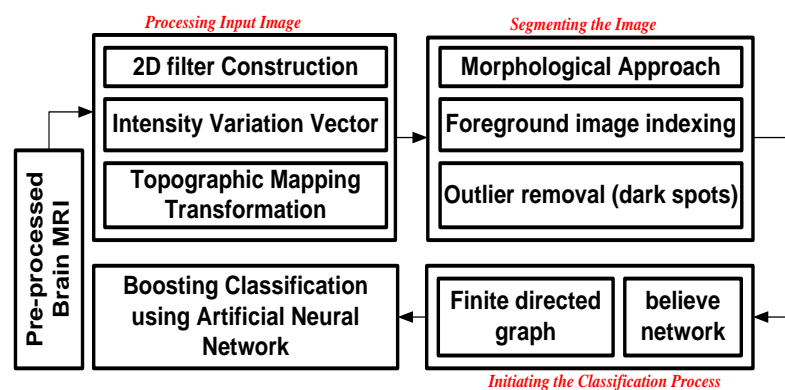 Processing Input Image
2D filter Construction
Intensity Variation Vector
Topographic Mapping
Transformation
Segmenting the Image
Morphological Approach
Foreground image indexing
Outlier removal (dark spots)
Pre-processed
Brain MRI
Boosting Classification
using Artificial Neural
Network
Finite directed
graph
believe
network
Initiating the Classification Process